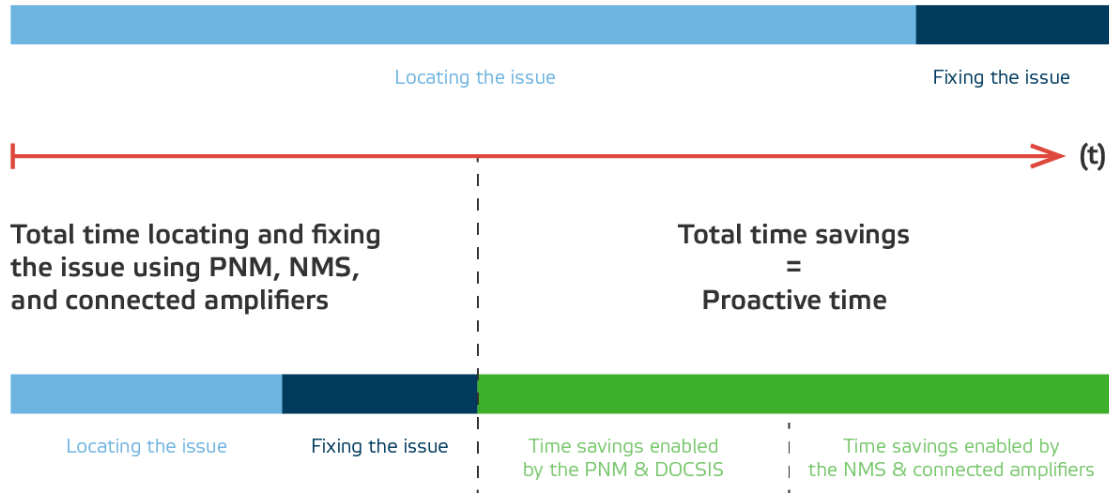 Locating the issue
Fixing the issue
(t)
Total time locating and fixing
the issue using PNM, NMS,
and connected amplifiers
Total time savings
=
Proactive time
Locating the issue
Fixing the issue
Time savings enabled
by the PNM & DOCSIS
Time savings enabled by
the NMS & connected amplifiers